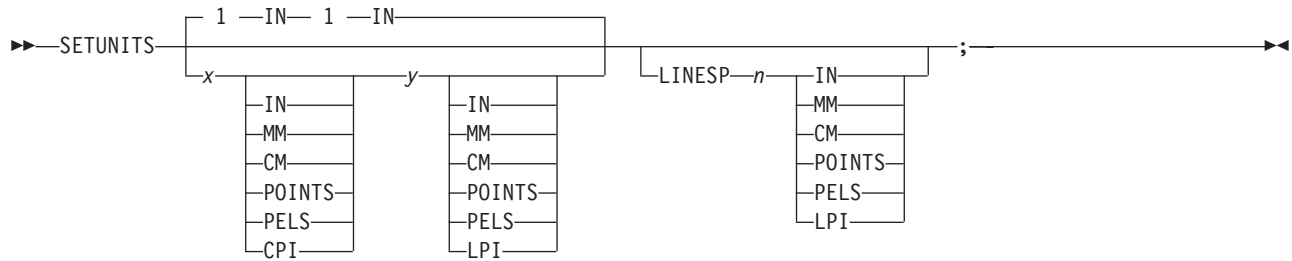 1 IN 1 IN
SETUNITS ;
x y LINESP n IN
IN IN MM
MM MM CM
CM CM POINTS
POINTS POINTS PELS
PELS PELS LPI
CPI LPI